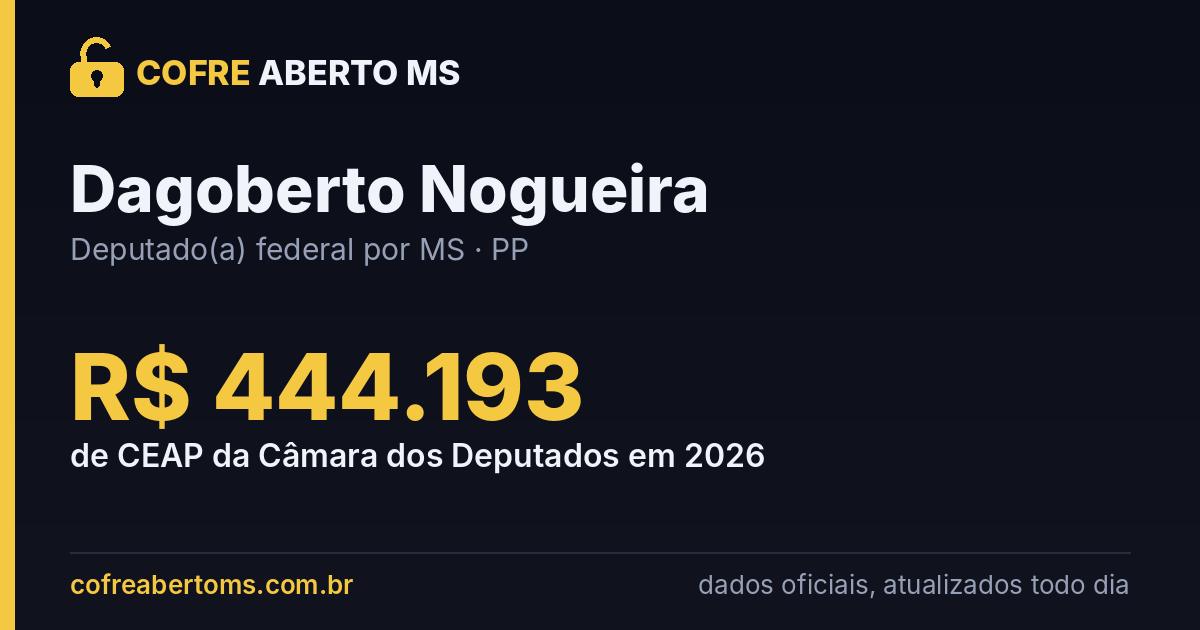 COFRE ABERTO MS
Dagoberto Nogueira
Deputado(a) federal por MS · PP
R$ 444.193
de CEAP da Câmara dos Deputados em 2026
cofreabertoms.com.br
dados oficiais, atualizados todo dia